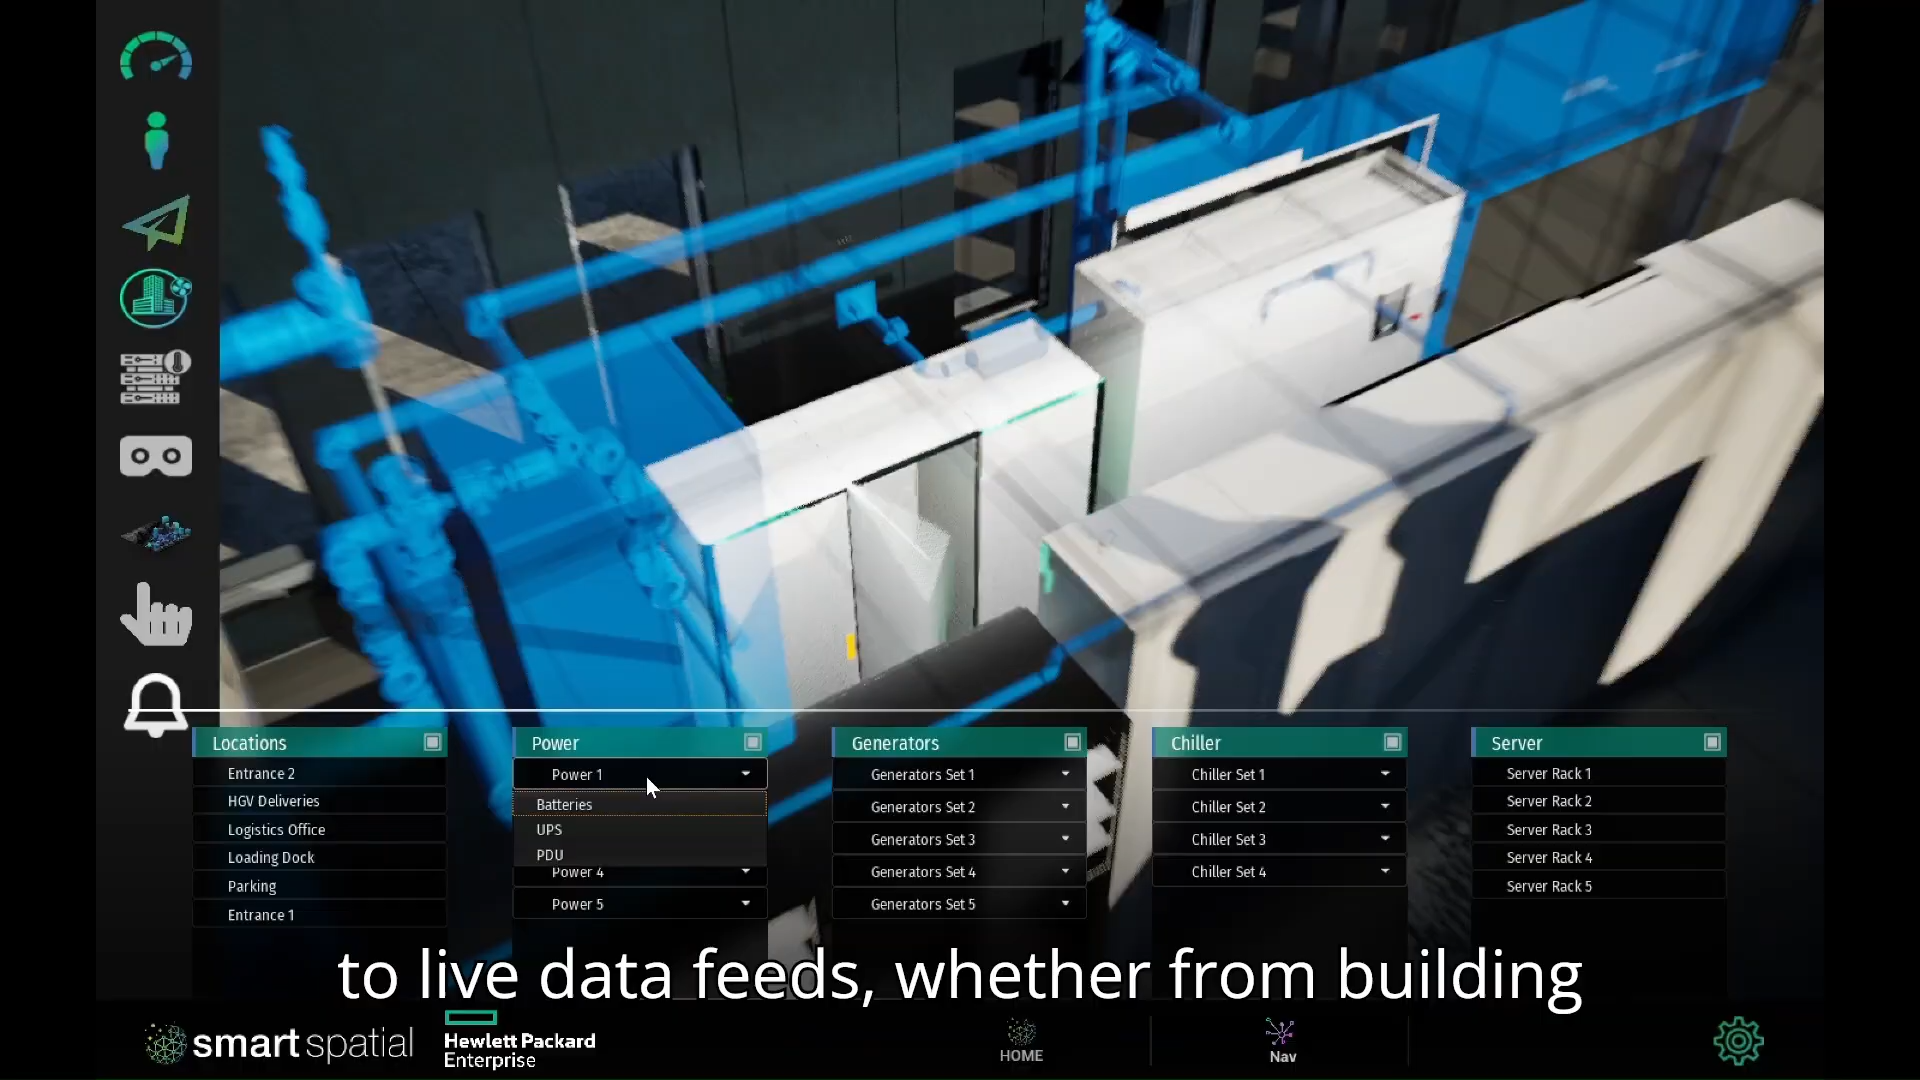 Locations
Entrance 2
HGV Deliveries
Logistics Office
Loading Dock
Parking
Entrance 1
Power
Power 1
Batteries
UPS
PDU
Power 4
Power 5
Generators
Generators Set 1
Generators Set 2
Generators Set 3
Generators Set 4
Generators Set 5
Chiller
Chiller Set 1
Chiller Set 2
Chiller Set 3
Chiller Set 4
Server
Server Rack 1
Server Rack 2
Server Rack 3
Server Rack 4
Server Rack 5
to live data feeds, whether from building
smart spatial
Hewlett Packard
Enterprise
HOME
Nav